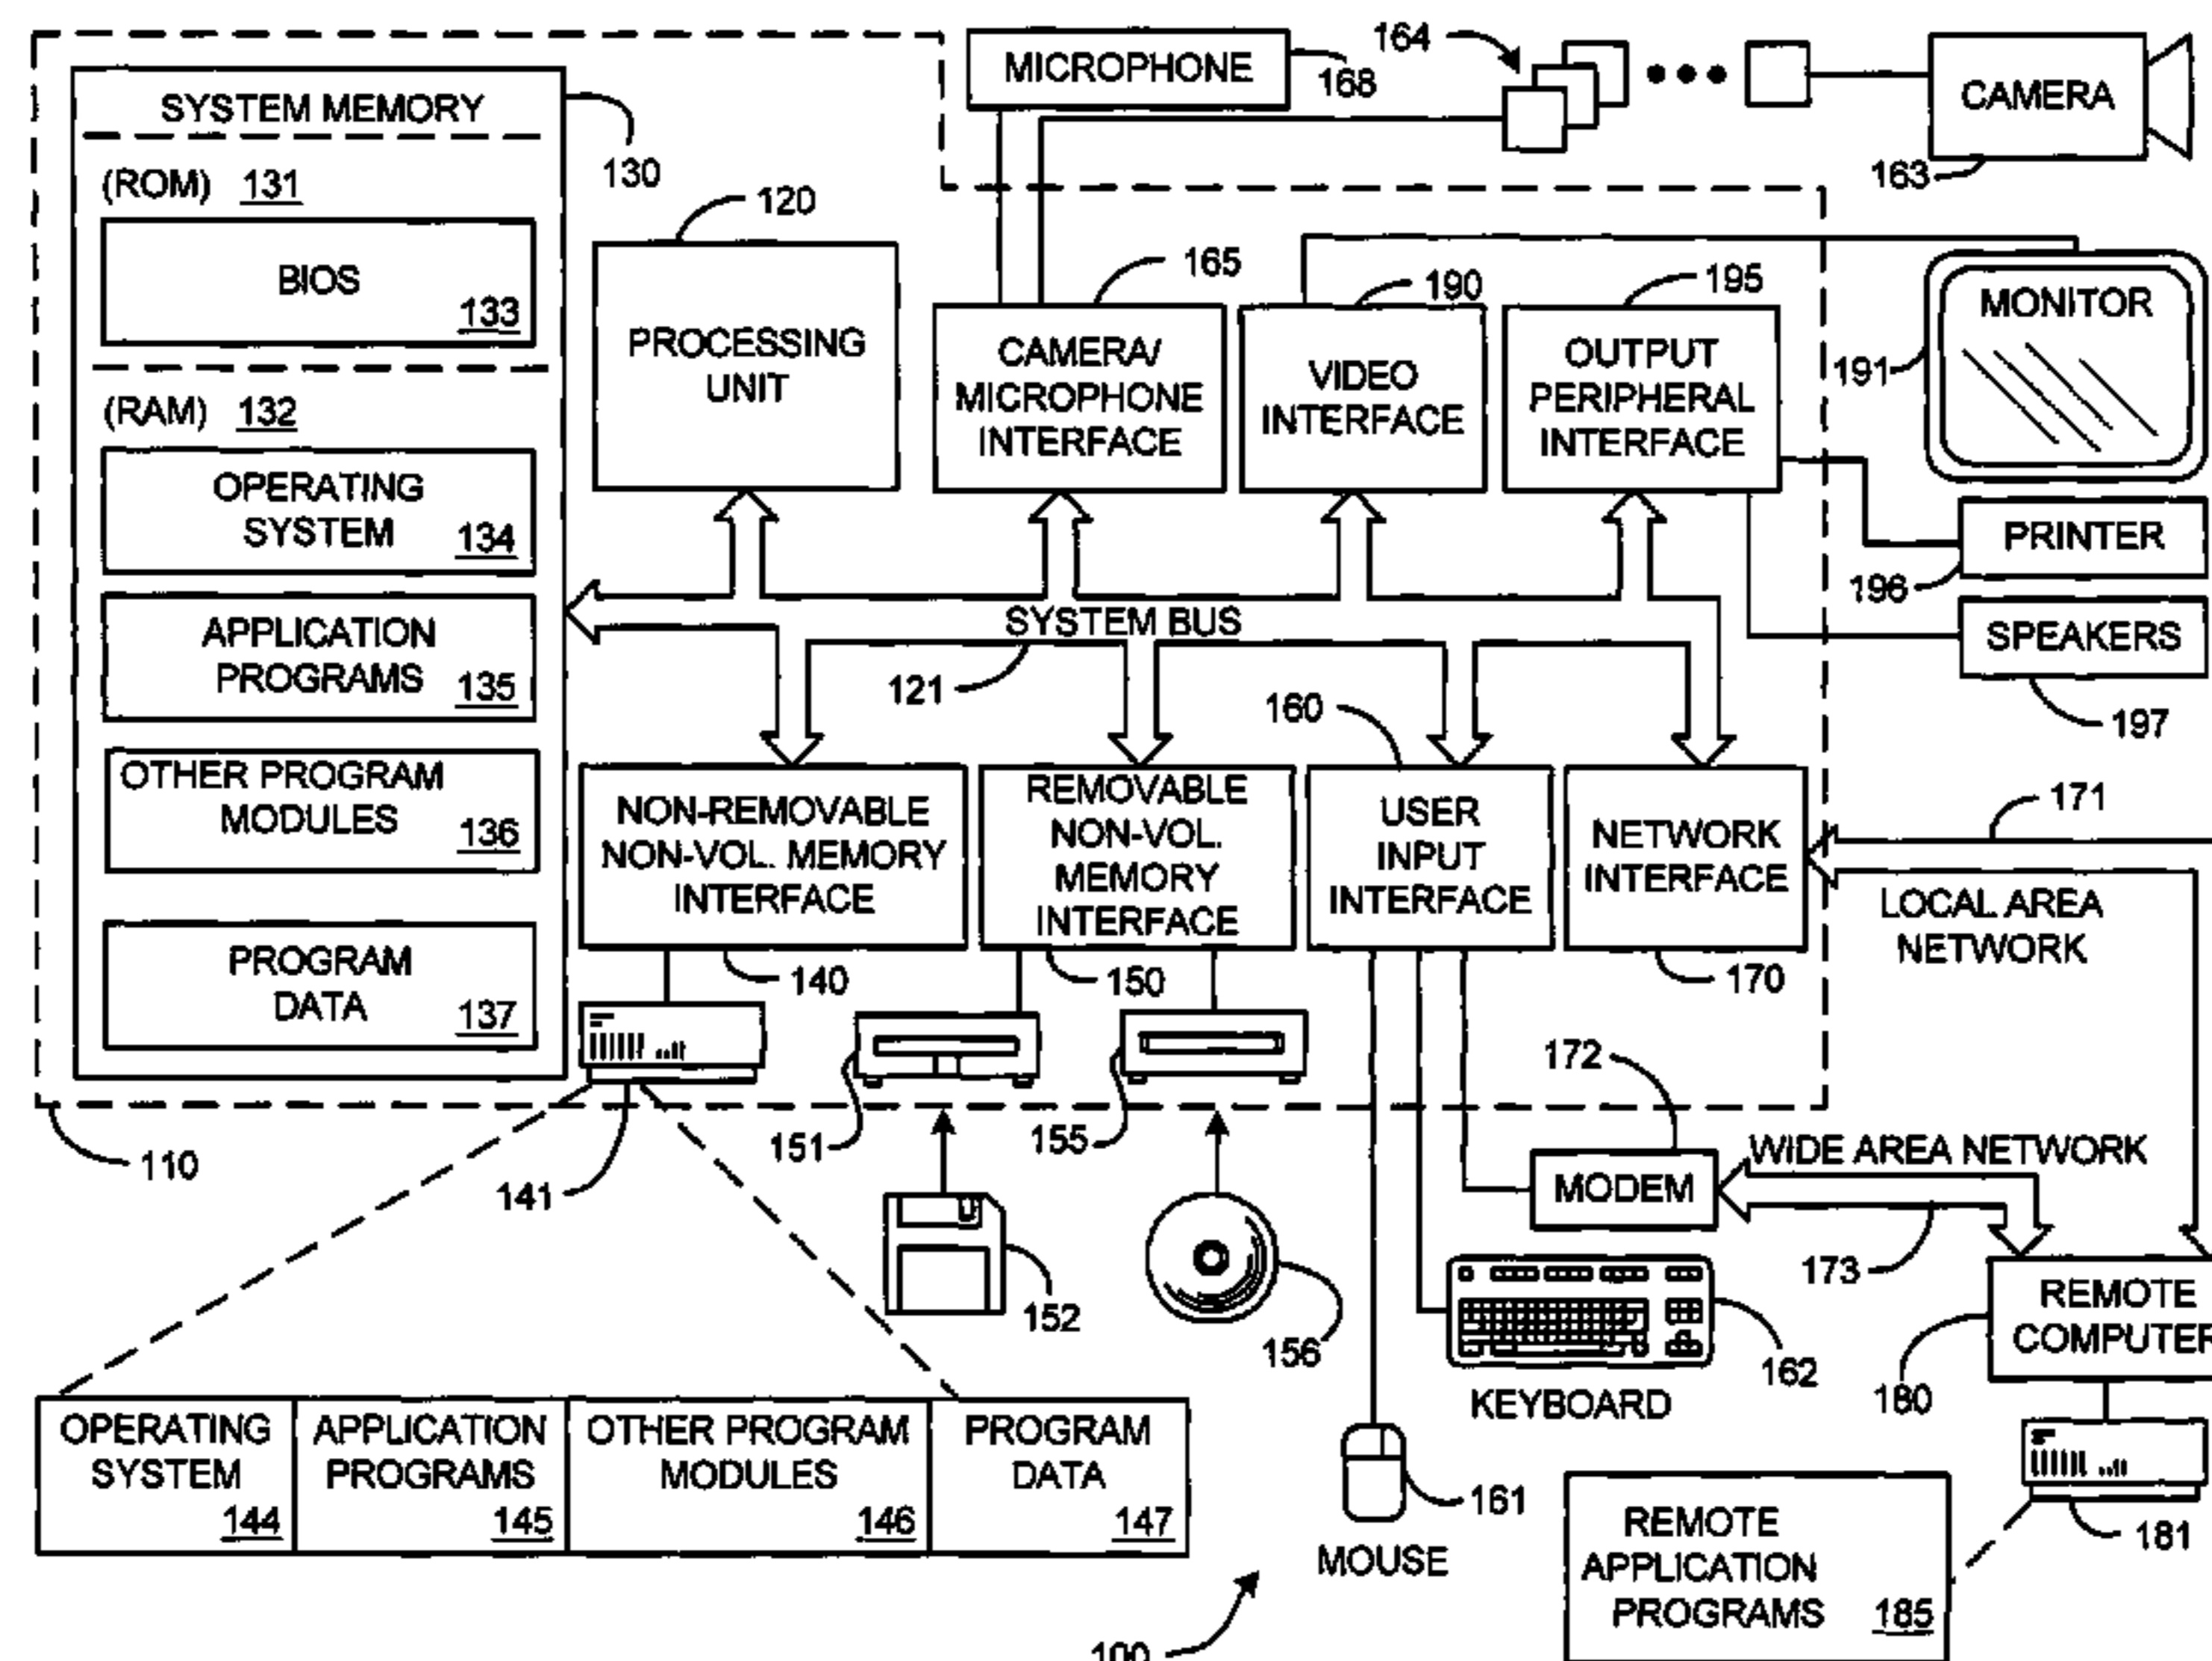 MICROPHONE
168
164
CAMERA
163
SYSTEM MEMORY
130
(ROM) 131
BIOS
133
120
PROCESSING
UNIT
165
CAMERA/
MICROPHONE
INTERFACE
190
VIDEO
INTERFACE
195
OUTPUT
PERIPHERAL
INTERFACE
MONITOR
191
(RAM) 132
OPERATING
SYSTEM
134
PRINTER
196
APPLICATION
PROGRAMS
135
SYSTEM BUS
121
SPEAKERS
197
OTHER PROGRAM
MODULES
136
NON-REMOVABLE
NON-VOL. MEMORY
INTERFACE
140
REMOVABLE
NON-VOL.
MEMORY
INTERFACE
150
160
USER
INPUT
INTERFACE
NETWORK
INTERFACE
170
171
LOCAL AREA
NETWORK
PROGRAM
DATA
137
110
141
151
152
155
156
172
MODEM
WIDE AREA NETWORK
173
REMOTE
COMPUTER
180
162
KEYBOARD
161
MOUSE
181
OPERATING
SYSTEM
144
APPLICATION
PROGRAMS
145
OTHER PROGRAM
MODULES
146
PROGRAM
DATA
147
REMOTE
APPLICATION
PROGRAMS
185
100